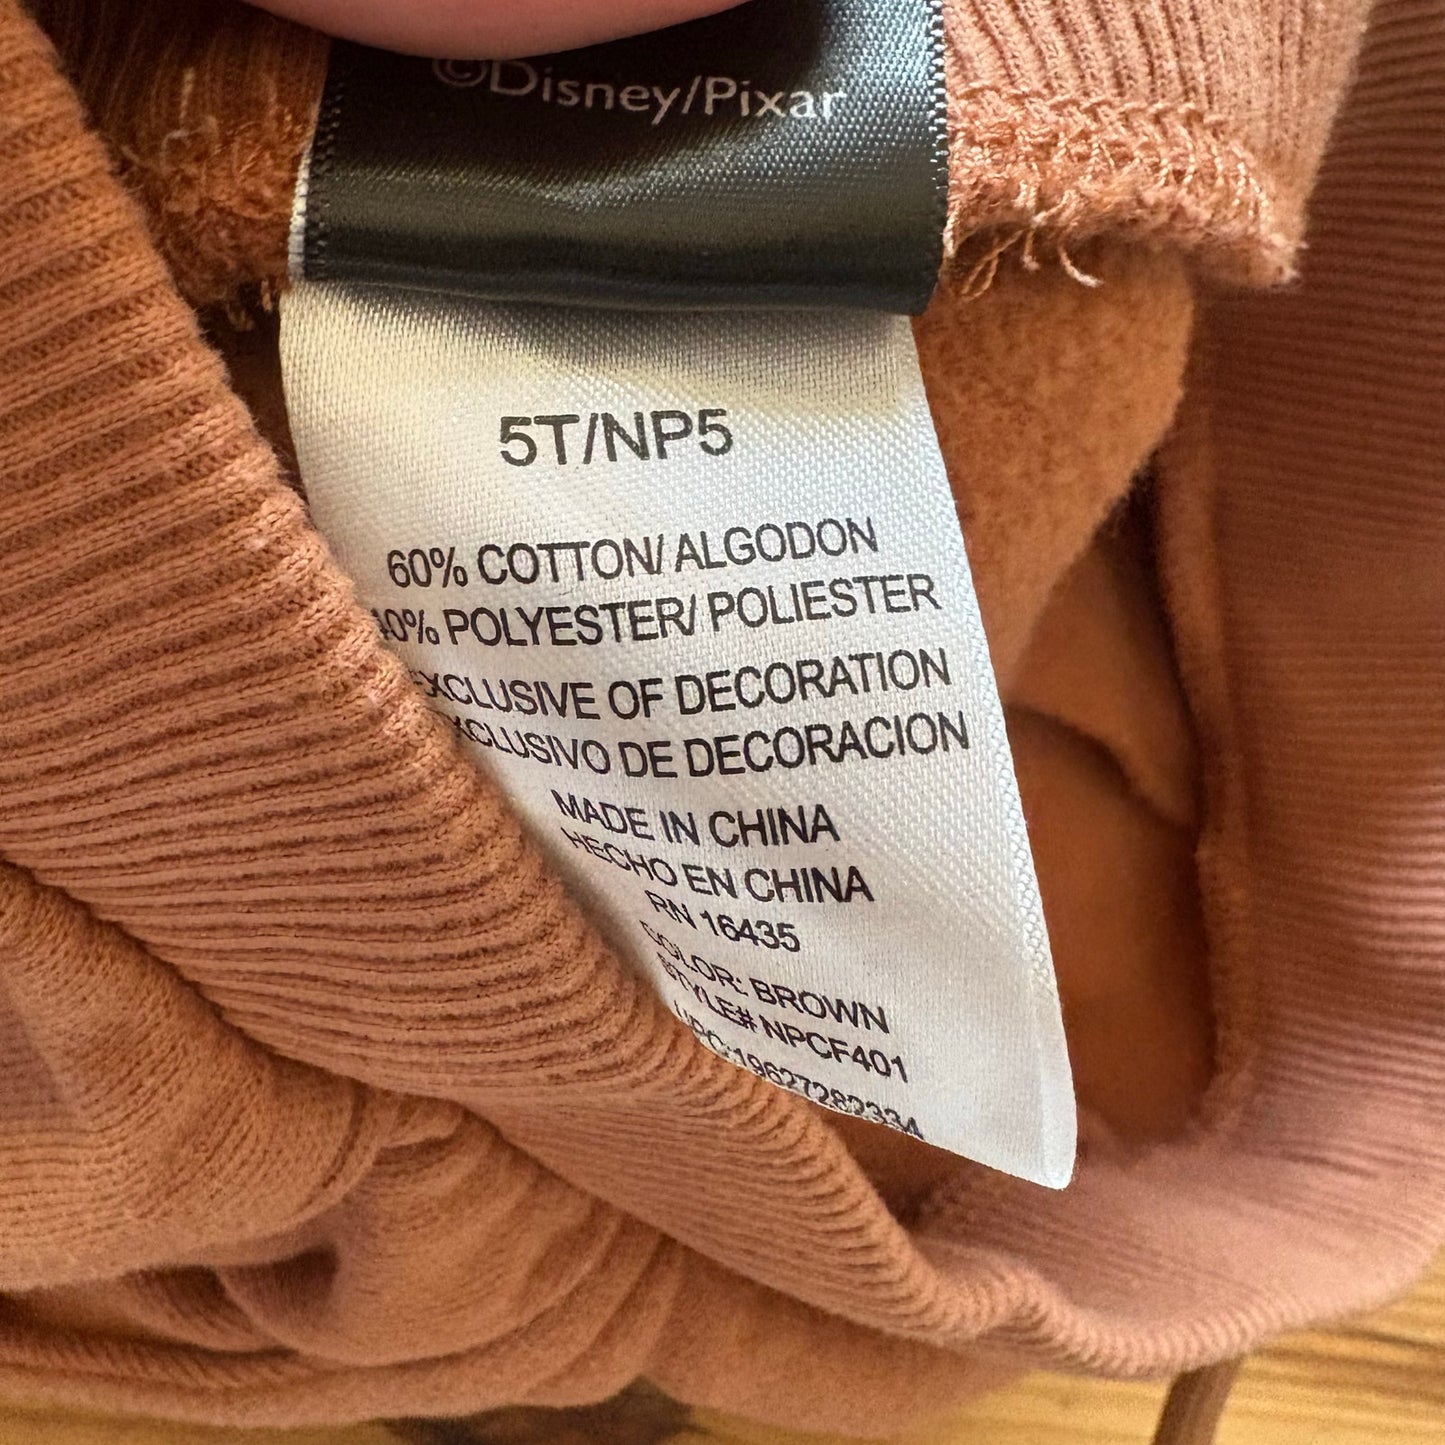 ©Disney/Pixar
5T/NP5
60% COTTON/ ALGODON
40% POLYESTER/ POLIESTER
EXCLUSIVE OF DECORATION
EXCLUSIVO DE DECORACION
MADE IN CHINA
HECHO EN CHINA
RN 16435
COLOR: BROWN
STYLE# NPCF401
UPC: